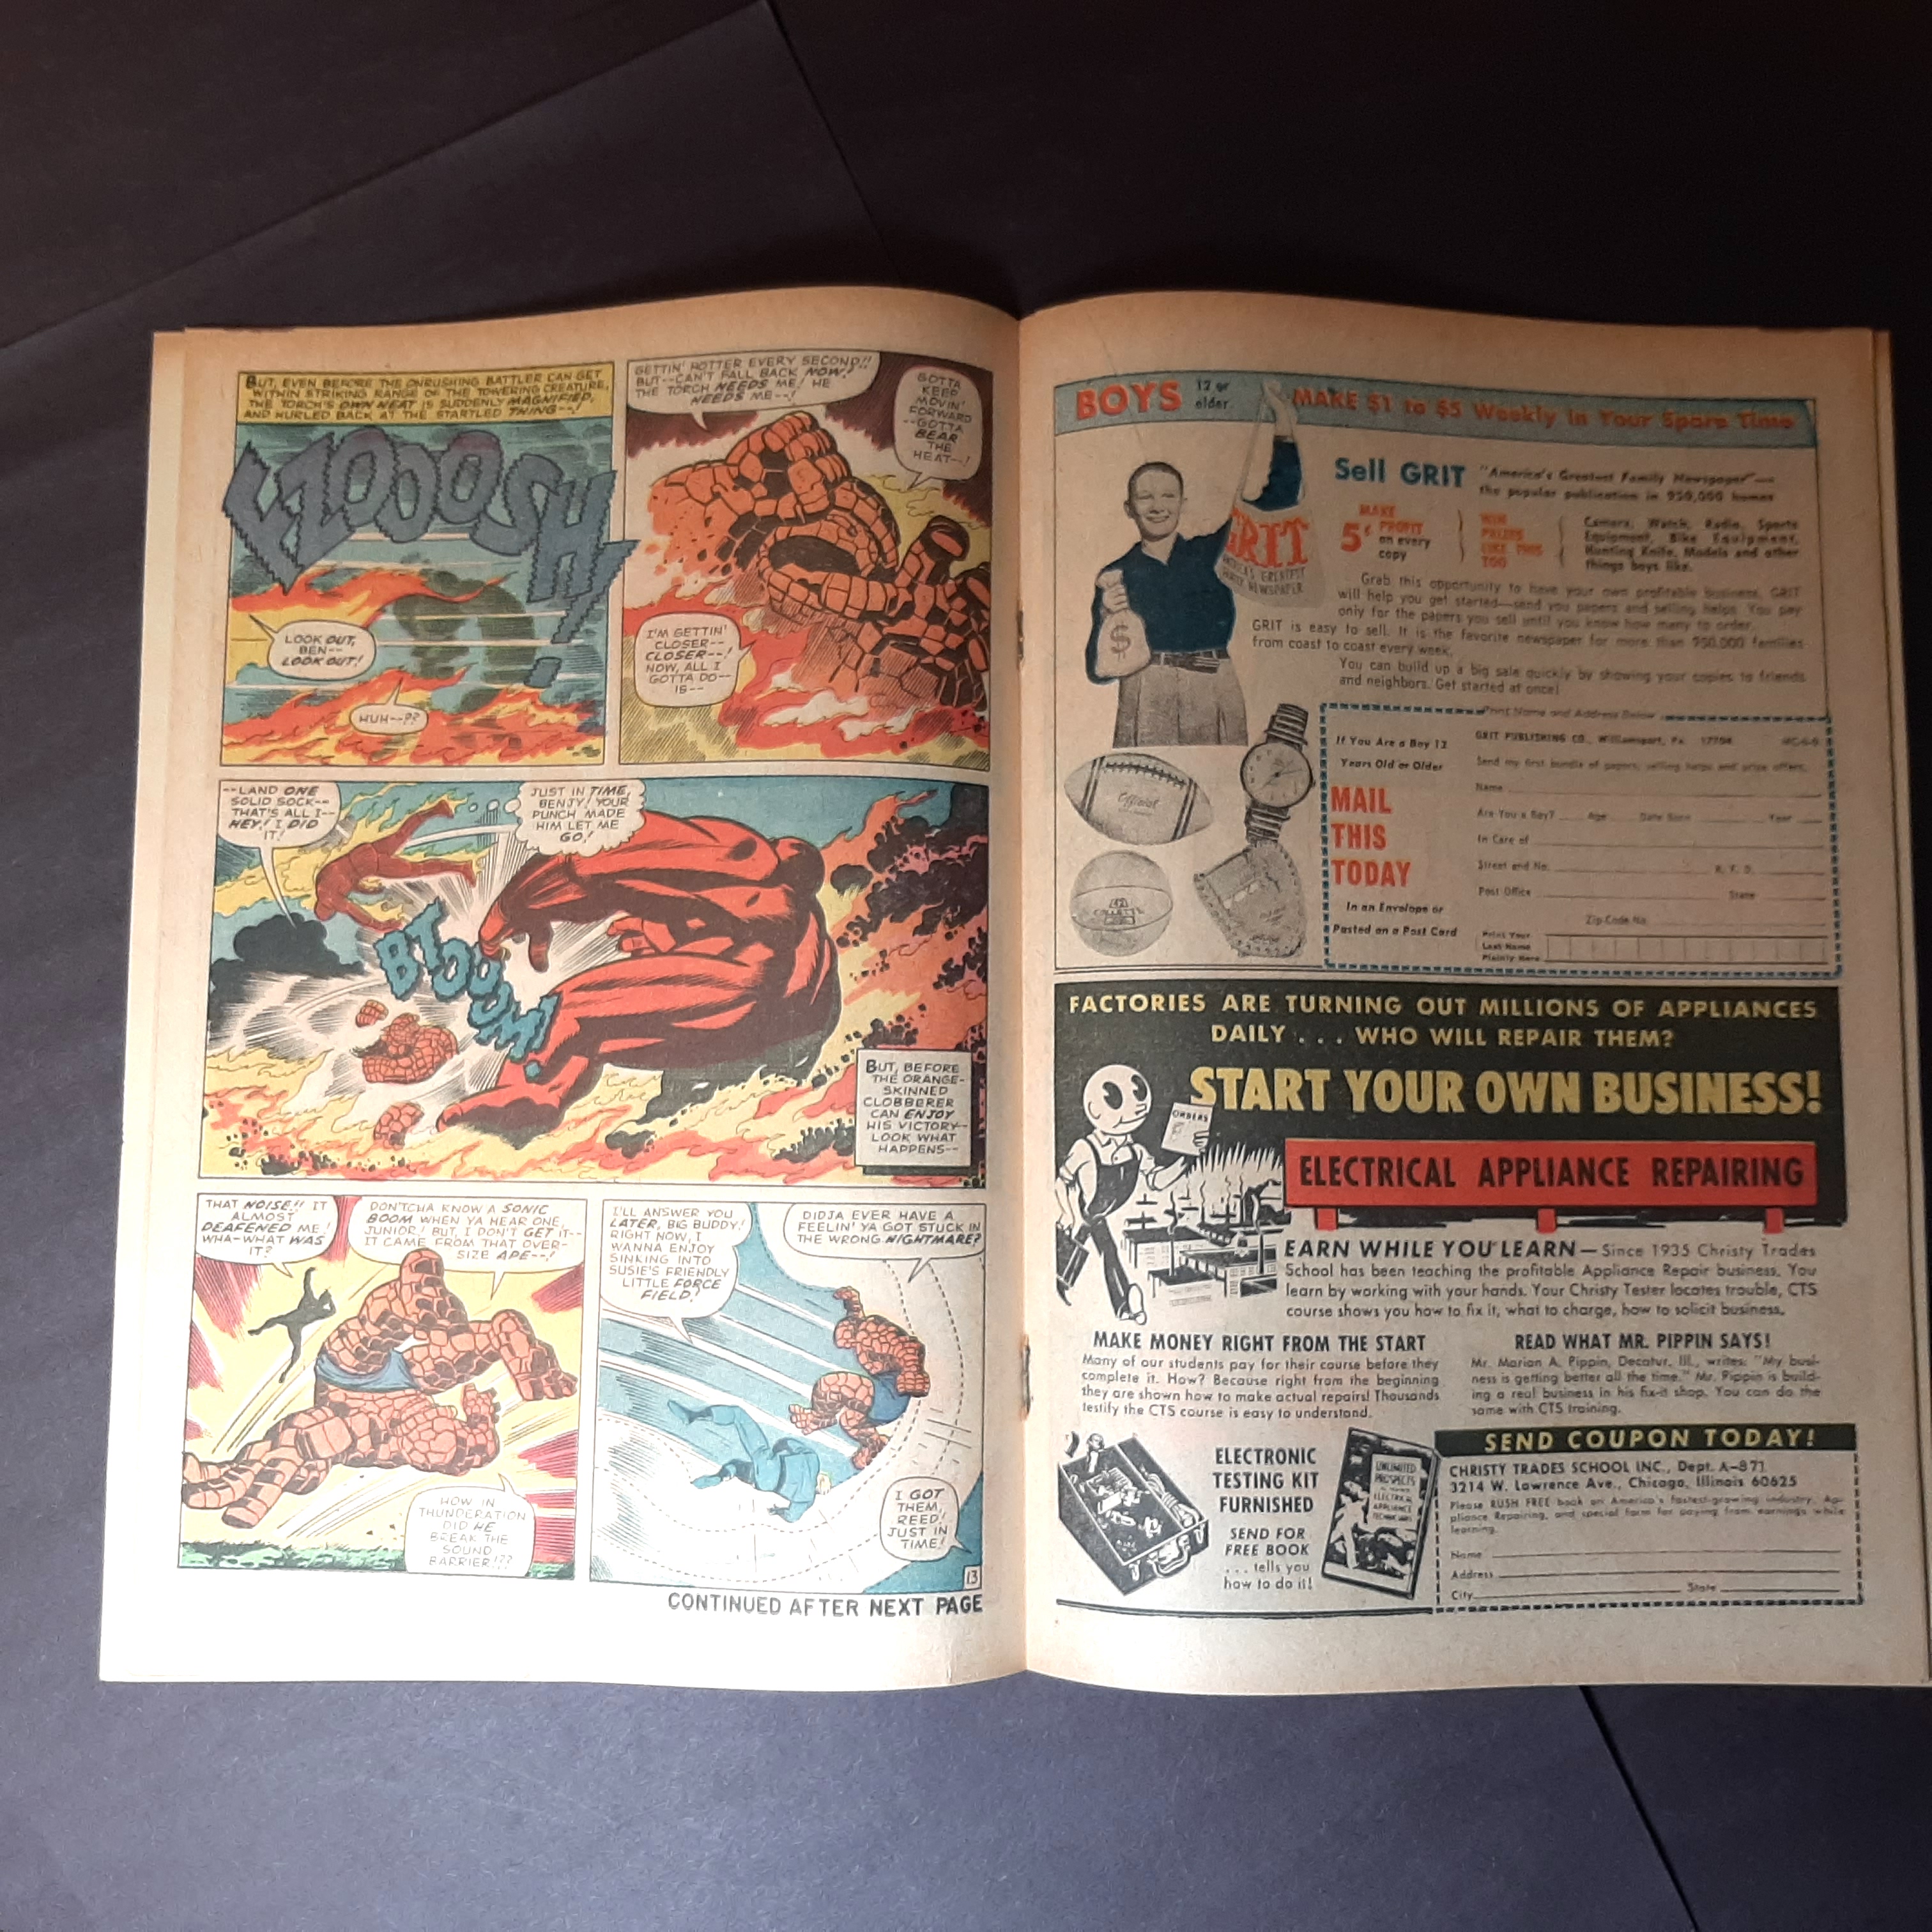 BUT, EVEN BEFORE THE ONRUSHING BATTLER CAN GET
WITHIN STRIKING RANGE OF THE TOWERING CREATURE,
THE TORCH'S OWN HEAT IS SUDDENLY MAGNIFIED,
AND HURLED BACK AT THE STARTLED THING--!
FZOOOOSH!
LOOK OUT,
BEN--
LOOK OUT!
HUH--??
GETTIN' HOTTER EVERY SECOND!!
BUT--CAN'T FALL BACK NOW!
THE TORCH NEEDS ME! HE
NEEDS ME--!
GOTTA
KEEP
MOVIN'
FORWARD
--GOTTA
BEAR
THE
HEAT--!
I'M GETTIN'
CLOSER--
CLOSER--!
NOW, ALL I
GOTTA DO--
IS--
--LAND ONE
SOLID SOCK--
THAT'S ALL I--
HEY! I DID
IT!
JUST IN TIME,
BENJY! YOUR
PUNCH MADE
HIM LET ME
GO!
BTOOOM!
BUT, BEFORE
THE ORANGE-
SKINNED
CLOBBERER
CAN ENJOY
HIS VICTORY--
LOOK WHAT
HAPPENS--
THAT NOISE!! IT
ALMOST
DEAFENED ME!
WHA--WHAT WAS
IT?
DON'TCHA KNOW A SONIC
BOOM WHEN YA HEAR ONE,
JUNIOR! BUT, I DON'T GET IT--
IT CAME FROM THAT OVER-
SIZE APE--!
HOW IN
THUNDERATION
DID HE
BREAK THE
SOUND
BARRIER!??
I'LL ANSWER YOU
LATER, BIG BUDDY!
RIGHT NOW, I
WANNA ENJOY
SINKING INTO
SUSIE'S FRIENDLY
LITTLE FORCE
FIELD!
DIDJA EVER HAVE A
FEELIN' YA GOT STUCK IN
THE WRONG NIGHTMARE?
I GOT
THEM,
REED!
JUST IN
TIME!
13
CONTINUED AFTER NEXT PAGE
BOYS 12 or
older
MAKE $1 to $5 Weekly In Your Spare Time
Sell GRIT "America's Greatest Family Newspaper"—
the popular publication in 950,000 homes
MAKE
5¢ PROFIT
on every
copy
WIN
PRIZES
LIKE THIS
TOO
Camera, Watch, Radio, Sports
Equipment, Bike Equipment,
Hunting Knife, Models and other
things boys like.
GRIT
AMERICA'S GREATEST
FAMILY NEWSPAPER
$
Grab this opportunity to have your own profitable business. GRIT
will help you get started—send you papers and selling helps. You pay
only for the papers you sell until you know how many to order.
GRIT is easy to sell. It is the favorite newspaper for more than 950,000 families
from coast to coast every week.
You can build up a big sale quickly by showing your copies to friends
and neighbors. Get started at once!
Print Name and Address Below
If You Are a Boy 12
Years Old or Older
MAIL
THIS
TODAY
In an Envelope or
Pasted on a Post Card
GRIT PUBLISHING CO., Williamsport, Pa. 17704
Send my first bundle of papers, selling helps and prize offers.
Name
Are You a Boy? Age Date Born Year
In Care of
Street and No. R. F. D.
Post Office State
Zip Code No.
Print Your
Last Name
Plainly Here
Official
FACTORIES ARE TURNING OUT MILLIONS OF APPLIANCES
DAILY . . . WHO WILL REPAIR THEM?
START YOUR OWN BUSINESS!
ORDERS
ELECTRICAL APPLIANCE REPAIRING
EARN WHILE YOU LEARN — Since 1935 Christy Trades
School has been teaching the profitable Appliance Repair business. You
learn by working with your hands. Your Christy Tester locates trouble, CTS
course shows you how to fix it, what to charge, how to solicit business.
MAKE MONEY RIGHT FROM THE START
Many of our students pay for their course before they
complete it. How? Because right from the beginning
they are shown how to make actual repairs! Thousands
testify the CTS course is easy to understand.
READ WHAT MR. PIPPIN SAYS!
Mr. Marion A. Pippin, Decatur, Ill., writes: "My busi-
ness is getting better all the time." Mr. Pippin is build-
ing a real business in his fix-it shop. You can do the
same with CTS training.
ELECTRONIC
TESTING KIT
FURNISHED
SEND FOR
FREE BOOK
. . . tells you
how to do it!
UNLIMITED
PROSPECTS
ELECTRICAL
APPLIANCE
TECHNICIANS
SEND COUPON TODAY!
CHRISTY TRADES SCHOOL INC., Dept. A-871
3214 W. Lawrence Ave., Chicago, Illinois 60625
Please RUSH FREE book on America's fastest-growing industry, Ap-
pliance Repairing, and special form for paying from earnings while
learning.
Name
Address
City State